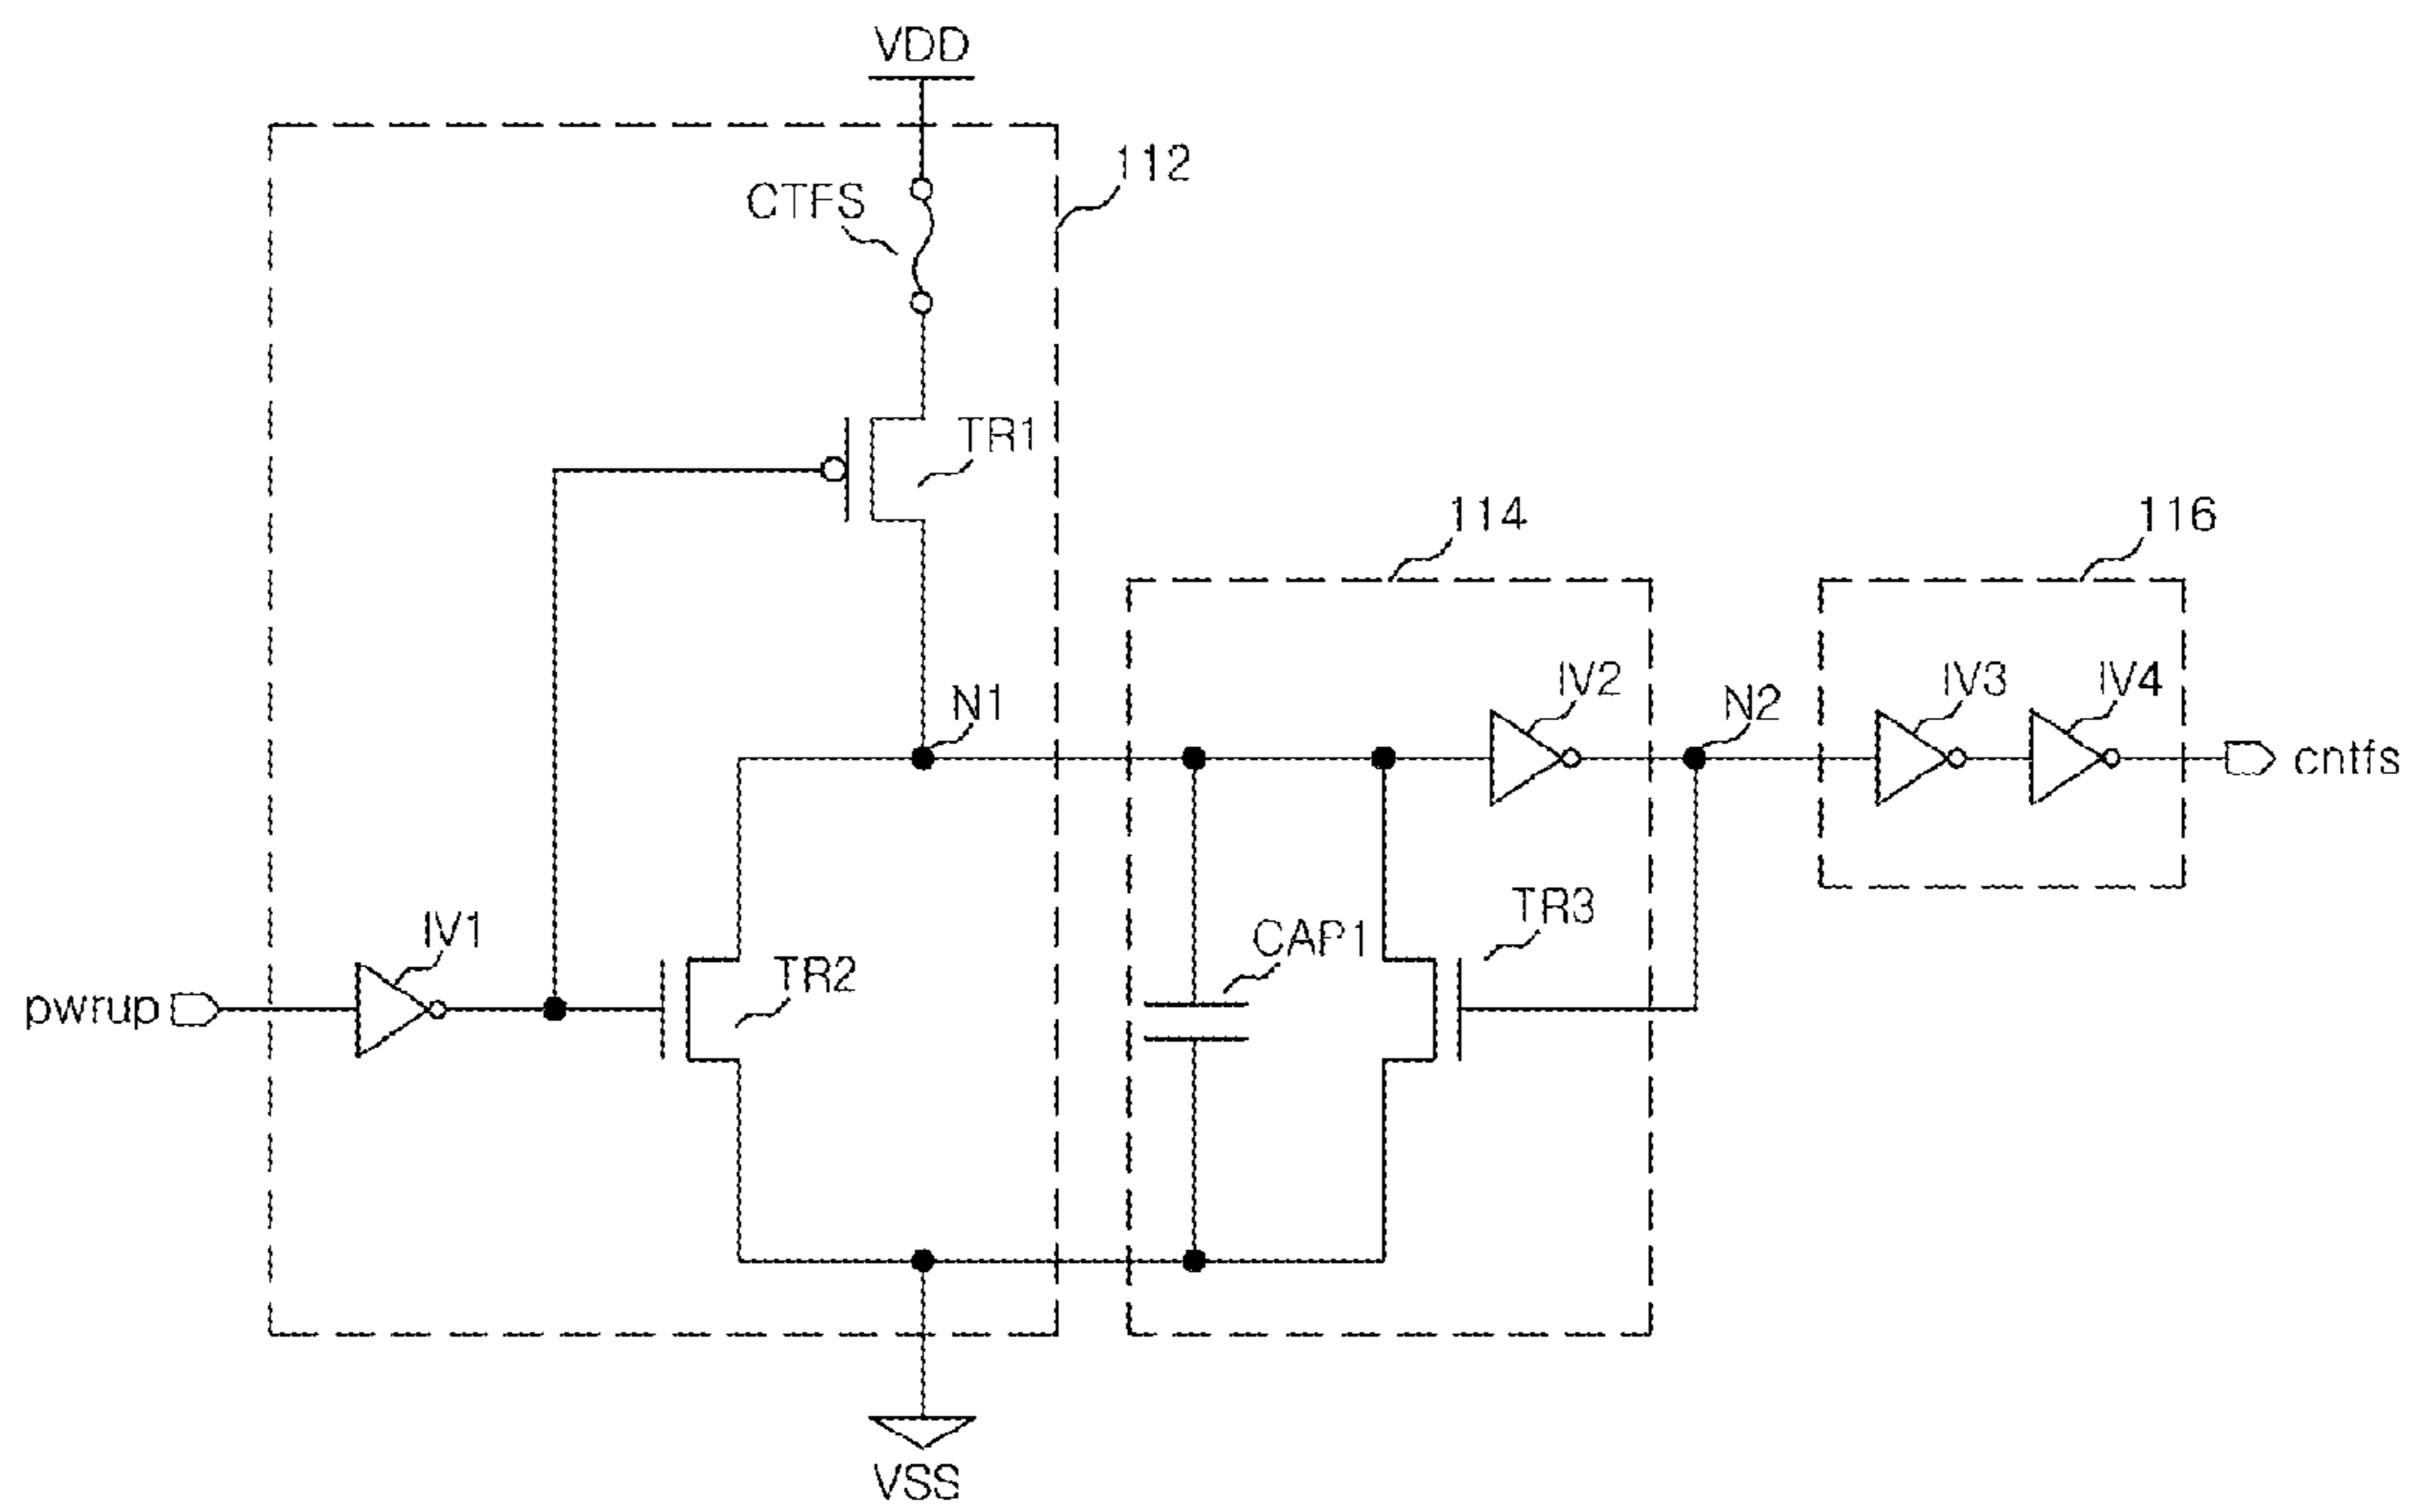 VDD
112
CTFS
TR1
114
116
N1
IV2
N2
IV3
IV4
cntfs
IV1
TR2
CAP1
TR3
pwrup
VSS